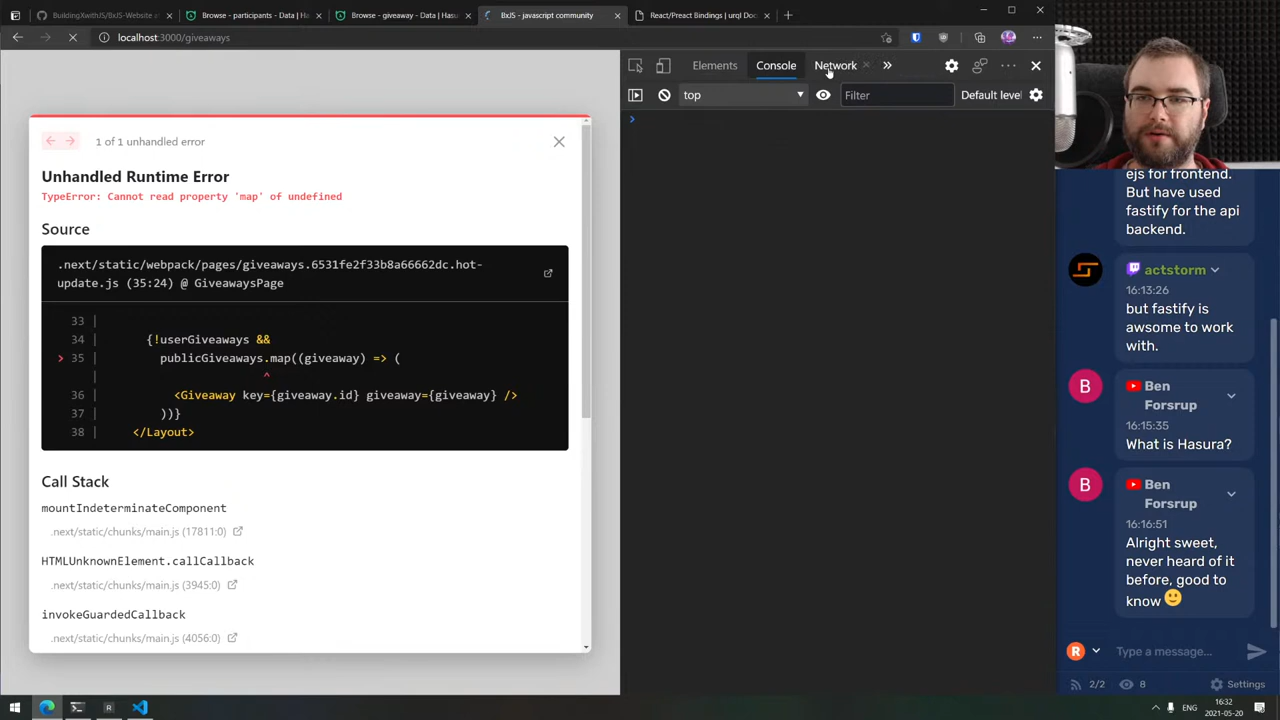 BuildingXwithJS/BxJS-Website at
Browse - participants - Data | Ha
Browse - giveaway - Data | Hasu
BxJS - javascript community
React/Preact Bindings | urql Doc
localhost:3000/giveaways
Elements
Console
Network
top
Filter
Default level
1 of 1 unhandled error
Unhandled Runtime Error
TypeError: Cannot read property 'map' of undefined
Source
.next/static/webpack/pages/giveaways.6531fe2f33b8a66662dc.hot-
update.js (35:24) @ GiveawaysPage
33 |
34 | {!userGiveaways &&
> 35 | publicGiveaways.map((giveaway) => (
| ^
36 | <Giveaway key={giveaway.id} giveaway={giveaway} />
37 | ))}
38 | </Layout>
Call Stack
mountIndeterminateComponent
.next/static/chunks/main.js (17811:0)
HTMLUnknownElement.callCallback
.next/static/chunks/main.js (3945:0)
invokeGuardedCallback
.next/static/chunks/main.js (4056:0)
ejs for frontend.
But have used
fastify for the api
backend.
actstorm
16:13:26
but fastify is
awsome to work
with.
B
Ben
Forsrup
16:15:35
What is Hasura?
B
Ben
Forsrup
16:16:51
Alright sweet,
never heard of it
before, good to
know
R
Type a message...
2/2
8
Settings
ENG
16:32
2021-05-20